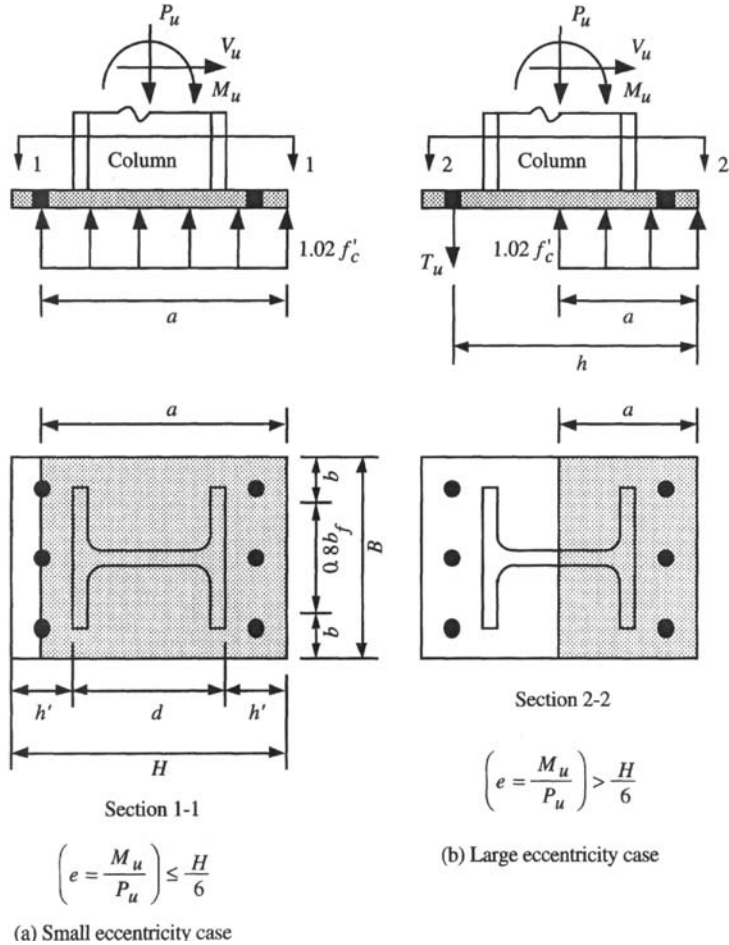 P_u
V_u
M_u
1
Column
1
1.02 f'_c
a
P_u
V_u
M_u
2
Column
2
T_u
1.02 f'_c
a
h
a
b
0.8b_f
B
b
h'
d
h'
H
Section 1-1
(e = M_u / P_u) ≤ H / 6
(a) Small eccentricity case
a
Section 2-2
(e = M_u / P_u) > H / 6
(b) Large eccentricity case